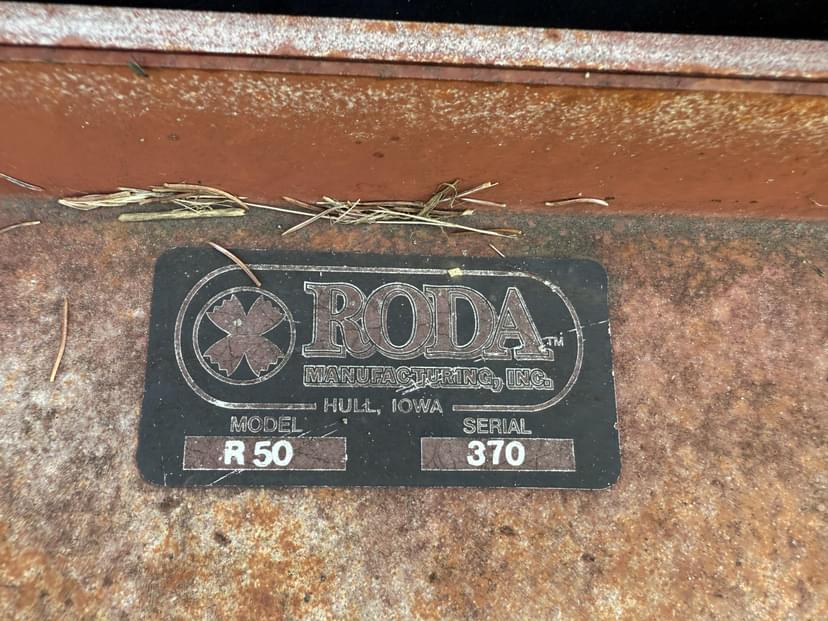 RODA™
MANUFACTURING, INC.
HULL, IOWA
MODEL SERIAL
R 50 370